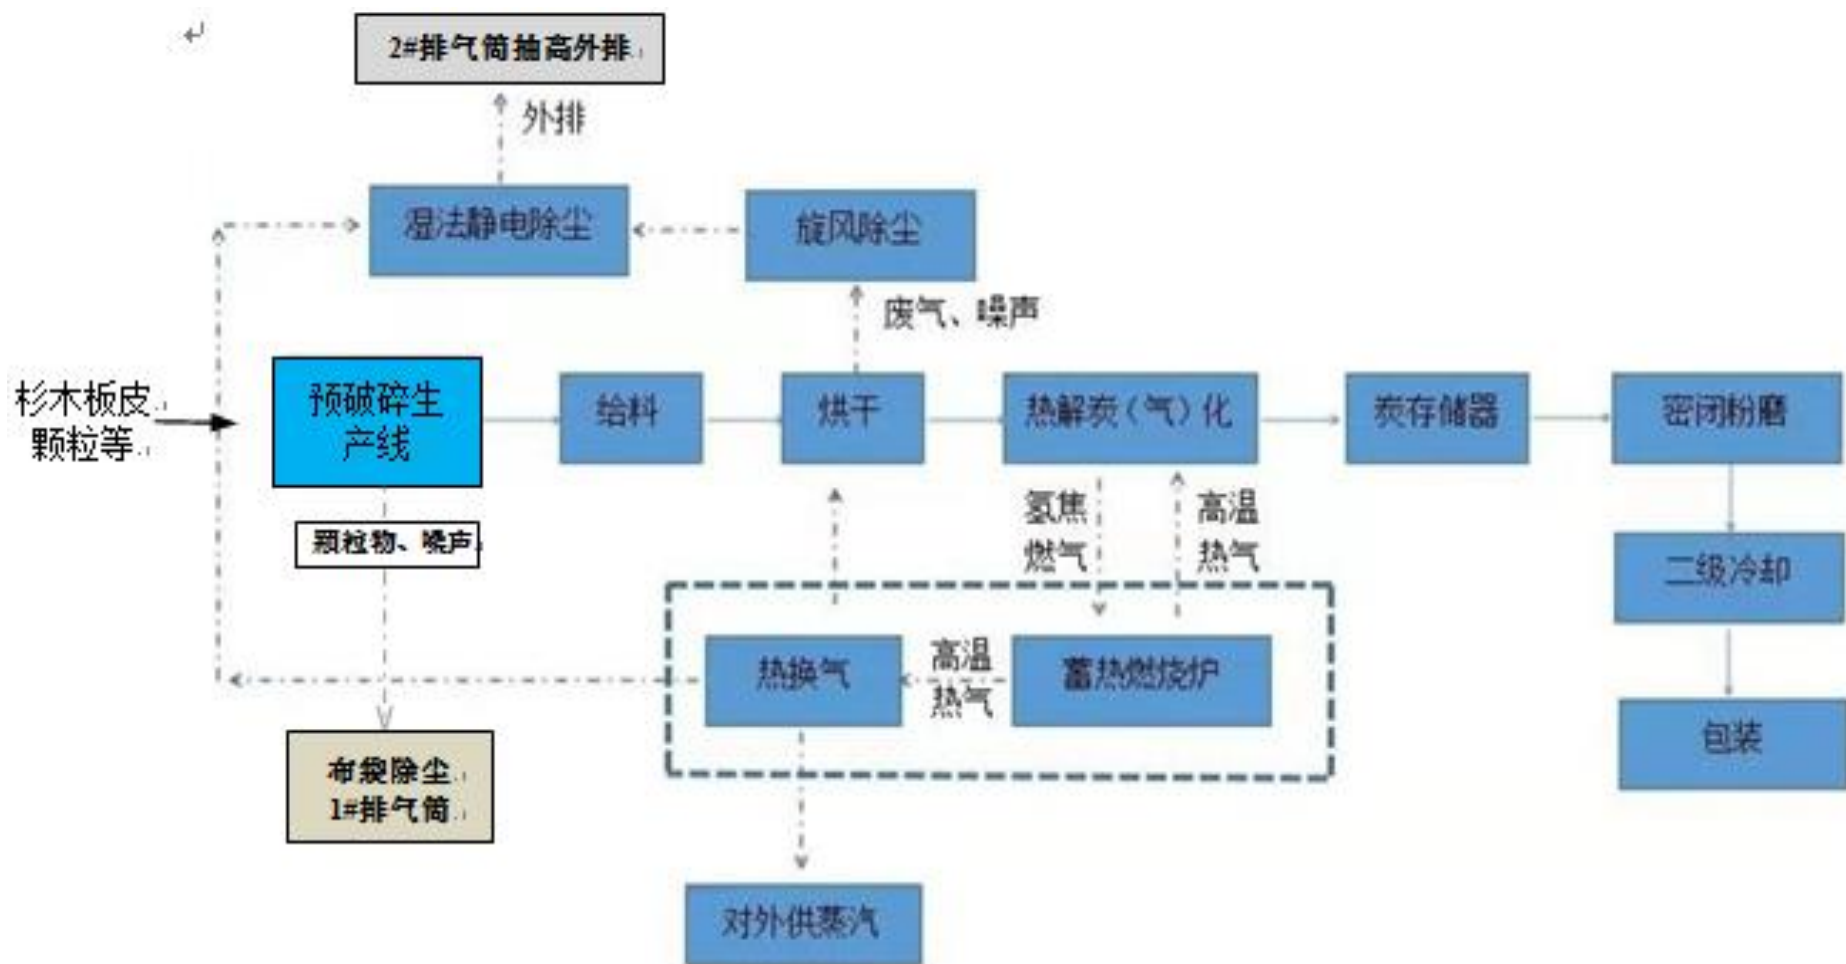 2#排气筒抽高外排
外排
湿法静电除尘
旋风除尘
废气、噪声
杉木板皮
颗粒等
预破碎生
产线
给料
烘干
热解炭（气）化
炭存储器
密闭粉磨
颗粒物、噪声
氢焦
燃气
高温
热气
二级冷却
热换气
高温
热气
蓄热燃烧炉
包装
布袋除尘
1#排气筒
对外供蒸汽